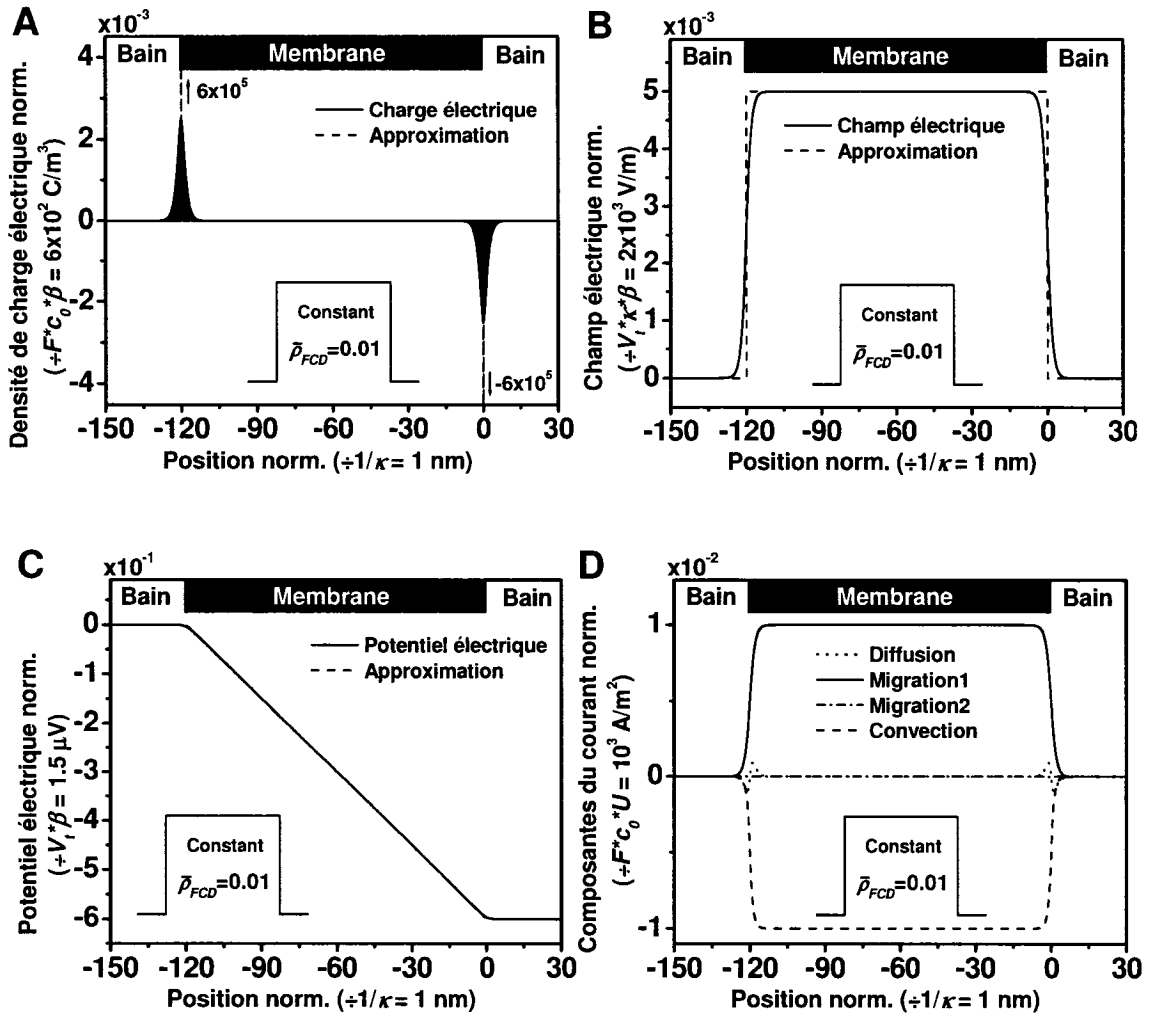 A
x10⁻³
Bain Membrane Bain
6x10⁵
Charge électrique
Approximation
-6x10⁵
Constant
ρ̄FCD=0.01
Densité de charge électrique norm.
(÷F*c₀*β = 6x10² C/m³)
4
2
0
-2
-4
-150 -120 -90 -60 -30 0 30
Position norm. (÷1/κ= 1 nm)
B
x10⁻³
Bain Membrane Bain
Champ électrique
Approximation
Constant
ρ̄FCD=0.01
Champ électrique norm.
(÷Vₜ*κ*β = 2x10³ V/m)
5
4
3
2
1
0
-150 -120 -90 -60 -30 0 30
Position norm. (÷1/κ= 1 nm)
C
x10⁻¹
Bain Membrane Bain
Potentiel électrique
Approximation
Constant
ρ̄FCD=0.01
Potentiel électrique norm.
(÷Vₜ*β = 1.5 μV)
0
-1
-2
-3
-4
-5
-6
-150 -120 -90 -60 -30 0 30
Position norm. (÷1/κ= 1 nm)
D
x10⁻²
Bain Membrane Bain
Diffusion
Migration1
Migration2
Convection
Constant
ρ̄FCD=0.01
Composantes du courant norm.
(÷F*c₀*U = 10³ A/m²)
1
0
-1
-150 -120 -90 -60 -30 0 30
Position norm. (÷1/κ= 1 nm)